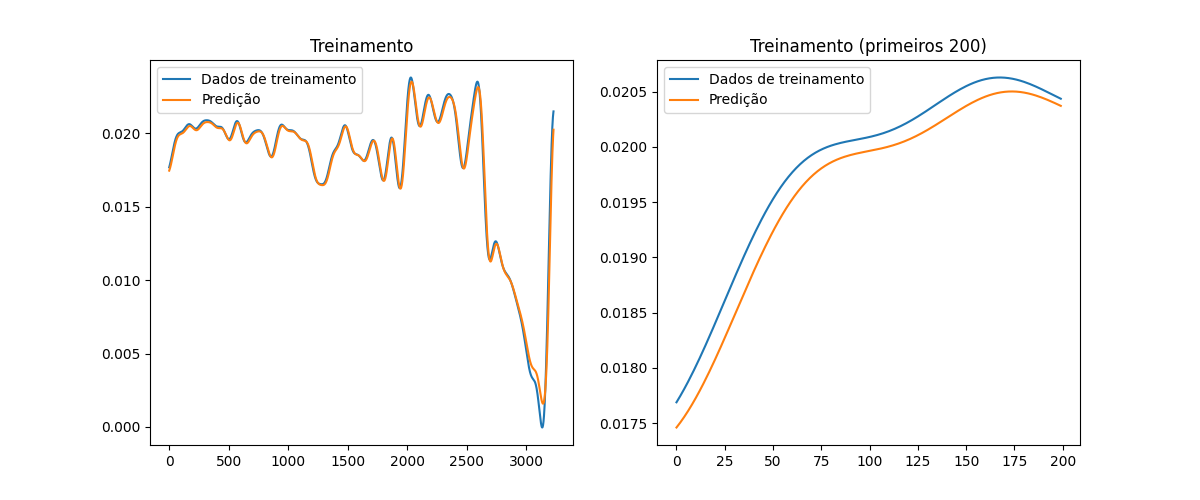 Treinamento
Dados de treinamento
Predição
0.020
0.015
0.010
0.005
0.000
0 500 1000 1500 2000 2500 3000
Treinamento (primeiros 200)
Dados de treinamento
Predição
0.0205
0.0200
0.0195
0.0190
0.0185
0.0180
0.0175
0 25 50 75 100 125 150 175 200